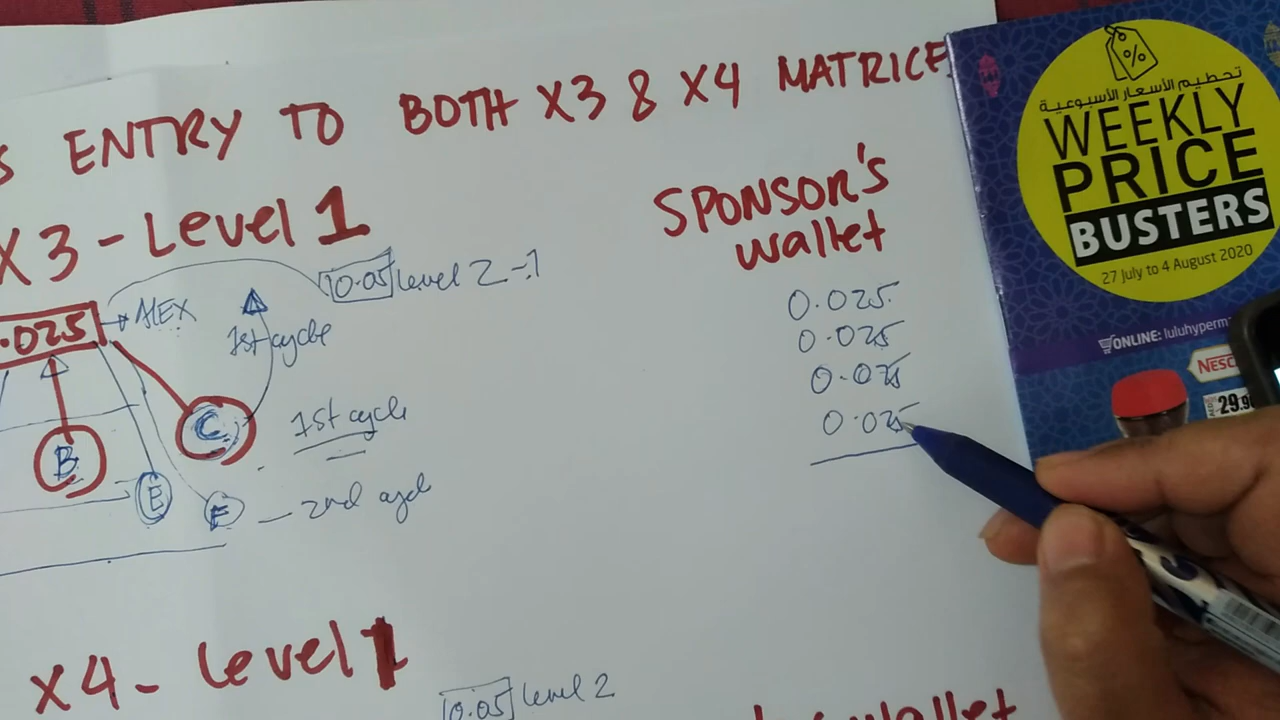 S ENTRY TO BOTH X3 & X4 MATRICE
X3 - Level 1
SPONSOR'S
wallet
0.05 level 2 -
.025
ALEX
1st cycle
B
C
1st cycle
E
F
2nd cycle
0.025
0.025
0.025
0.025
X4 - Level 1
0.05 level 2
wallet
%
تحطيم الأسعار الأسبوعية
WEEKLY
PRICE
BUSTERS
27 July to 4 August 2020
ONLINE: luluhyperm
NESC
29.9